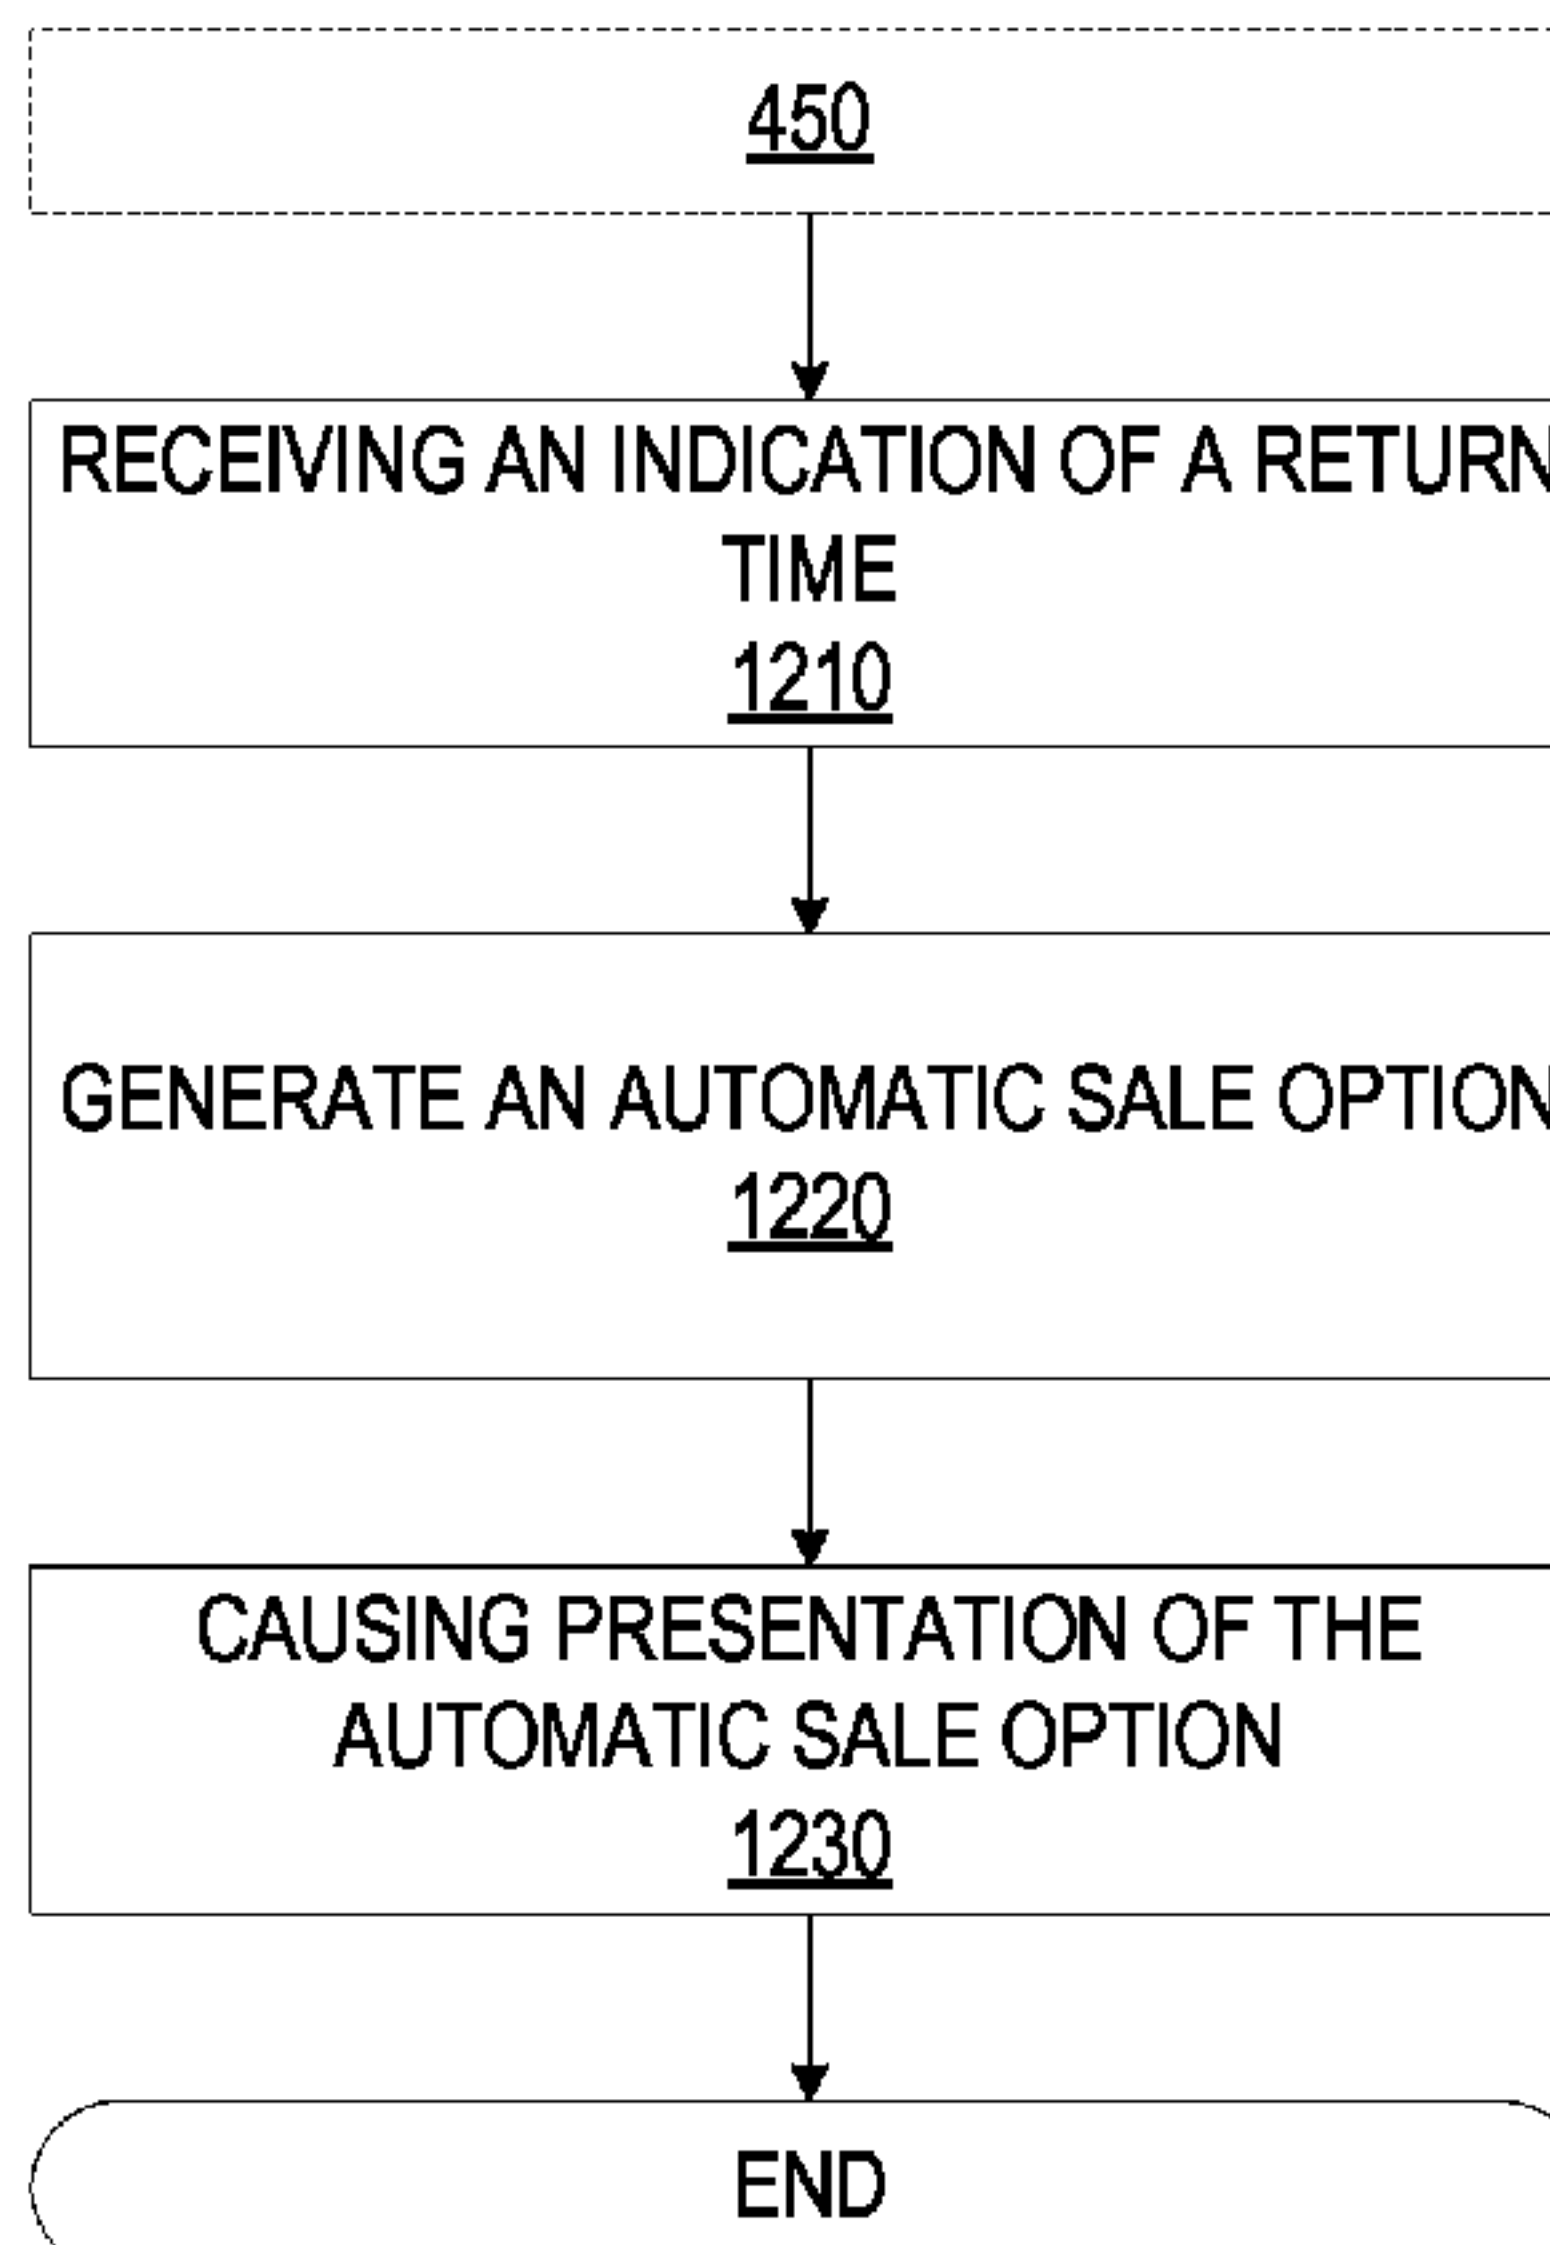 450
RECEIVING AN INDICATION OF A RETURN
TIME
1210
GENERATE AN AUTOMATIC SALE OPTION
1220
CAUSING PRESENTATION OF THE
AUTOMATIC SALE OPTION
1230
END